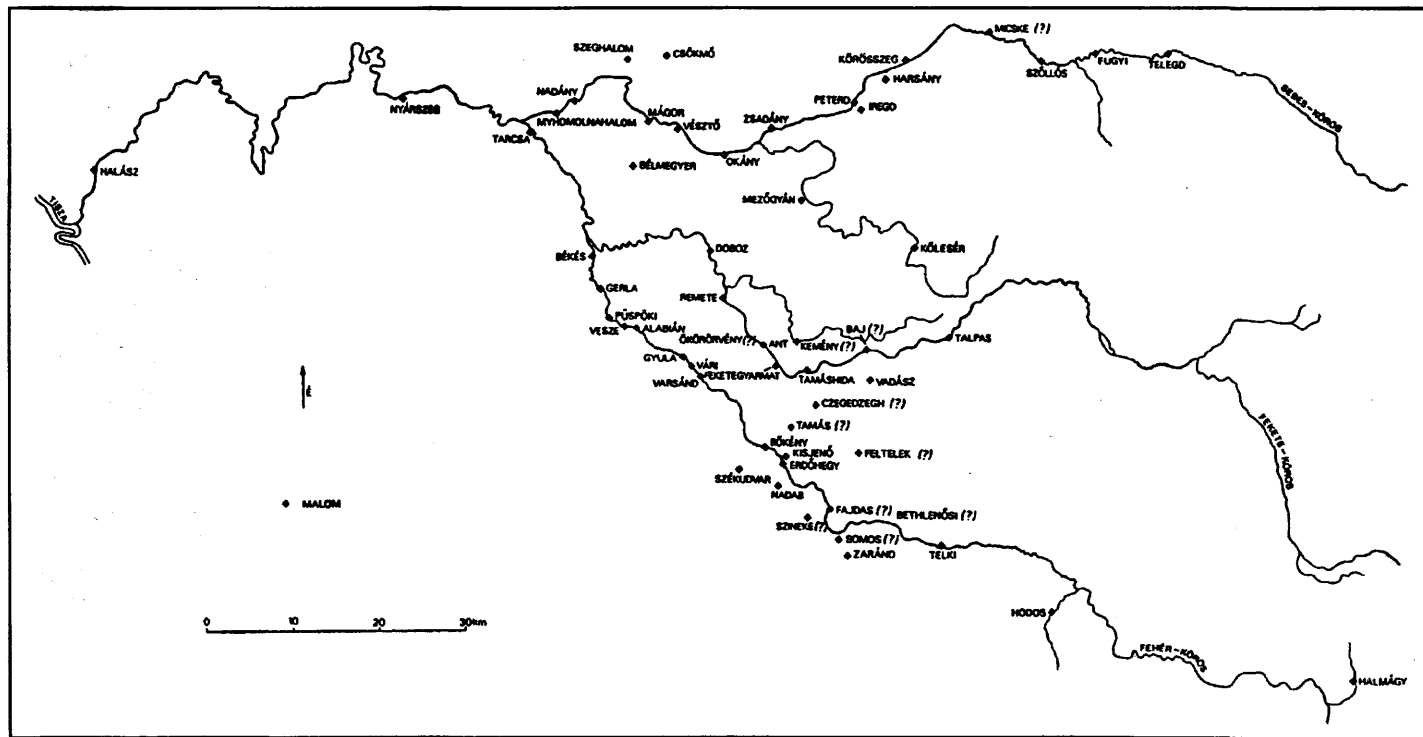 MICSKE (?)
SZEGHALOM
CSŐKMŐ
KÖRÖSSZEG
FUGYI
TELEGD
SZŐLLŐS
HARSÁNY
SEBES-KÖRÖS
NYÁRSZEG
NADÁNY
PETERD
IREGD
MYHDMOLNAHALOM
MÁGOR
VÉSZTŐ
ZSADÁNY
TARCSA
OKÁNY
HALÁSZ
BÉLMEGYER
TISZA
MEZŐGYÁN
KÖLESÉR
DOBOZ
BÉKÉS
GERLA
REMETE
PÜSPÖKI
VESZE
ALABIÁN
BAJ (?)
ÖKÖRÖRVÉNY (?)
ANT
KEMÉNY (?)
TALPAS
GYULA
VÁRI
FEKETEGYARMAT
TAMÁSHIDA
VARSÁND
VADÁSZ
É
CZEGEDZEGH (?)
TAMÁS (?)
FEKETE-KÖRÖS
BÖKÉNY
KISJENŐ
FELTELEK (?)
ERDŐHEGY
SZÉKUDVAR
NADAB
MALOM
FAJDAS (?)
BETHLENŐSI (?)
SZINEKE (?)
SOMOS (?)
ZARÁND
TELKI
HÓDOS
0 10 20 30km
FEHÉR-KÖRÖS
HALMÁGY